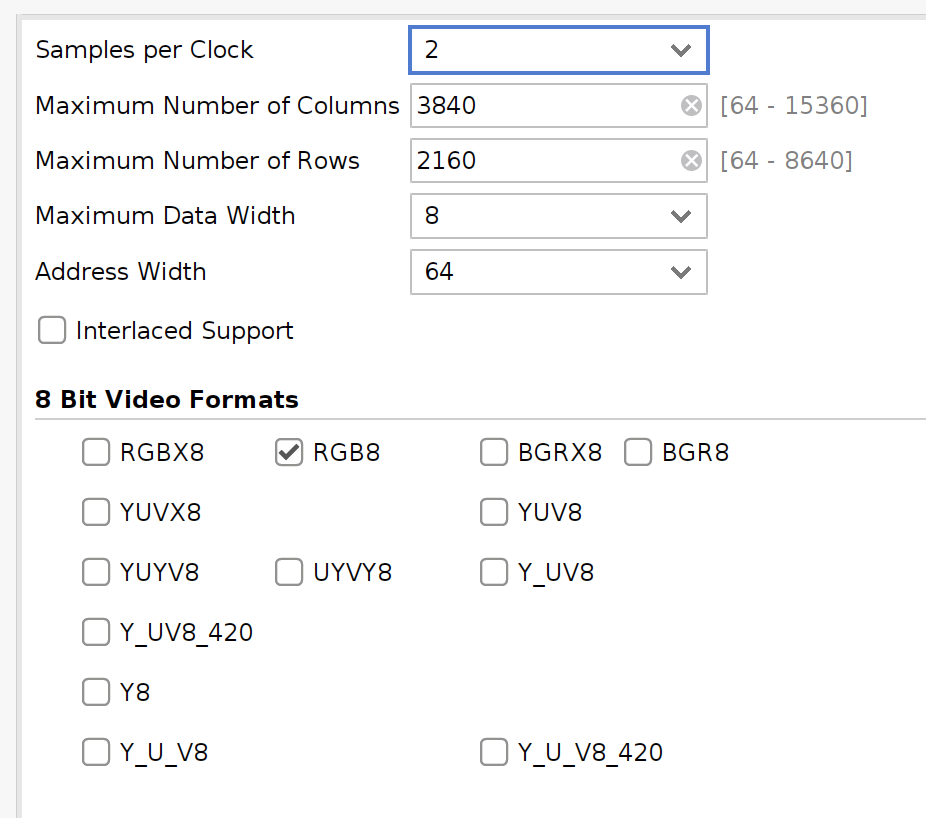 Samples per Clock 2
Maximum Number of Columns 3840 [64 - 15360]
Maximum Number of Rows 2160 [64 - 8640]
Maximum Data Width 8
Address Width 64
Interlaced Support
8 Bit Video Formats
RGBX8 RGB8 BGRX8 BGR8
YUVX8 YUV8
YUYV8 UYVY8 Y_UV8
Y_UV8_420
Y8
Y_U_V8 Y_U_V8_420